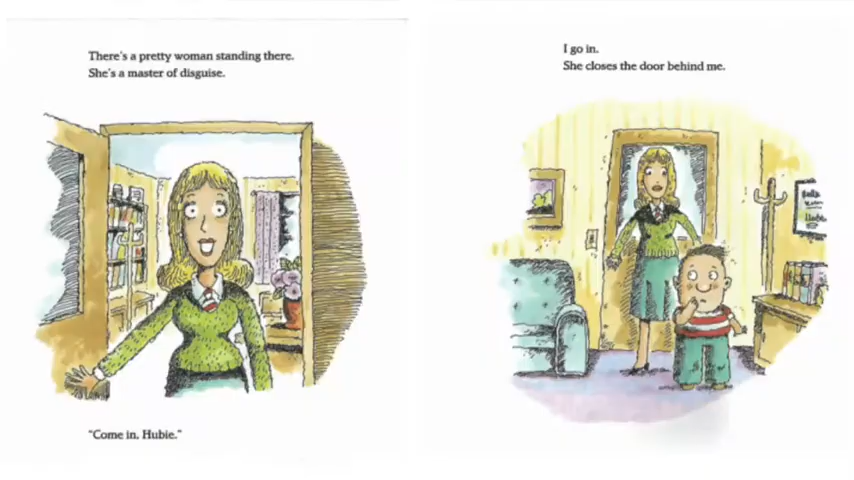 There's a pretty woman standing there.
She's a master of disguise.
"Come in, Hubie."
I go in.
She closes the door behind me.